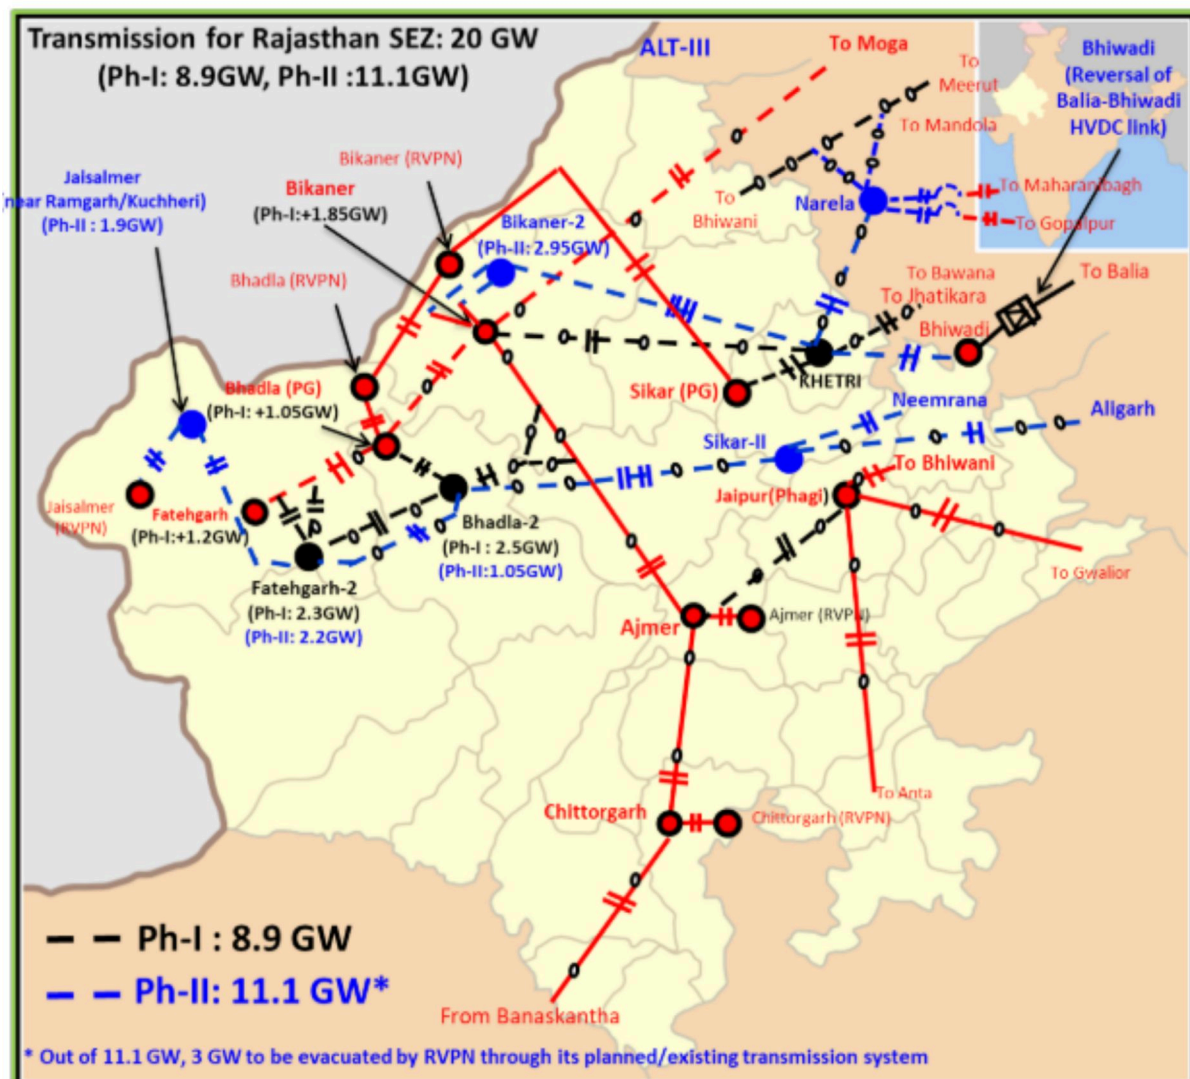 Transmission for Rajasthan SEZ: 20 GW
(Ph-I: 8.9GW, Ph-II :11.1GW)
ALT-III
To Moga
To
Meerut
To Mandola
Bhiwadi
(Reversal of
Balia-Bhiwadi
HVDC link)
Jaisalmer
(near Ramgarh/Kuchheri)
(Ph-II : 1.9GW)
Bikaner (RVPN)
Bikaner
(Ph-I:+1.85GW)
Bikaner-2
(Ph-II: 2.95GW)
To
Bhiwani
Narela
To Maharanibagh
To Gopalpur
Bhadla (RVPN)
To Bawana
To Jhatikara
To Balia
Bhiwadi
KHETRI
Bhadla (PG)
(Ph-I: +1.05GW)
Sikar (PG)
Neemrana
Allgarh
Sikar-II
To Bhiwani
Jaipur(Phagi)
Jaisalmer
(RVPN)
Fatehgarh
(Ph-I:+1.2GW)
Bhadla-2
(Ph-I : 2.5GW)
(Ph-II:1.05GW)
To Gwalior
Fatehgarh-2
(Ph-I: 2.3GW)
(Ph-II: 2.2GW)
Ajmer
Ajmer (RVPN)
To Anta
Chittorgarh
Chittorgarh (RVPN)
Ph-I : 8.9 GW
Ph-II: 11.1 GW*
From Banaskantha
* Out of 11.1 GW, 3 GW to be evacuated by RVPN through its planned/existing transmission system